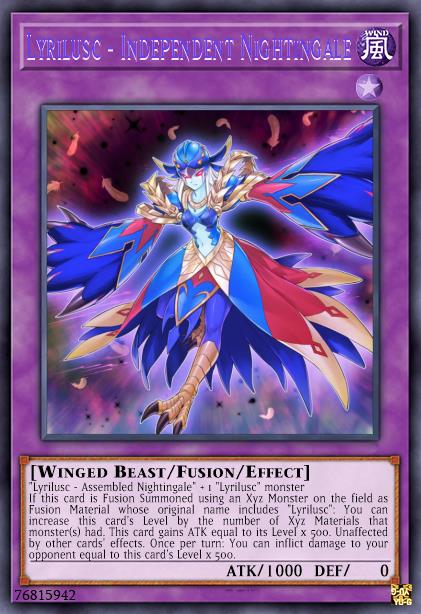 Lyrilusc - Independent Nightingale
WIND
風
[Winged Beast/Fusion/Effect]
"Lyrilusc - Assembled Nightingale" + 1 "Lyrilusc" monster
If this card is Fusion Summoned using an Xyz Monster on the field as
Fusion Material whose original name includes "Lyrilusc": You can
increase this card's Level by the number of Xyz Materials that
monster(s) had. This card gains ATK equal to its Level x 500. Unaffected
by other cards' effects. Once per turn: You can inflict damage to your
opponent equal to this card's Level x 500.
ATK/1000 DEF/ 0
76815942